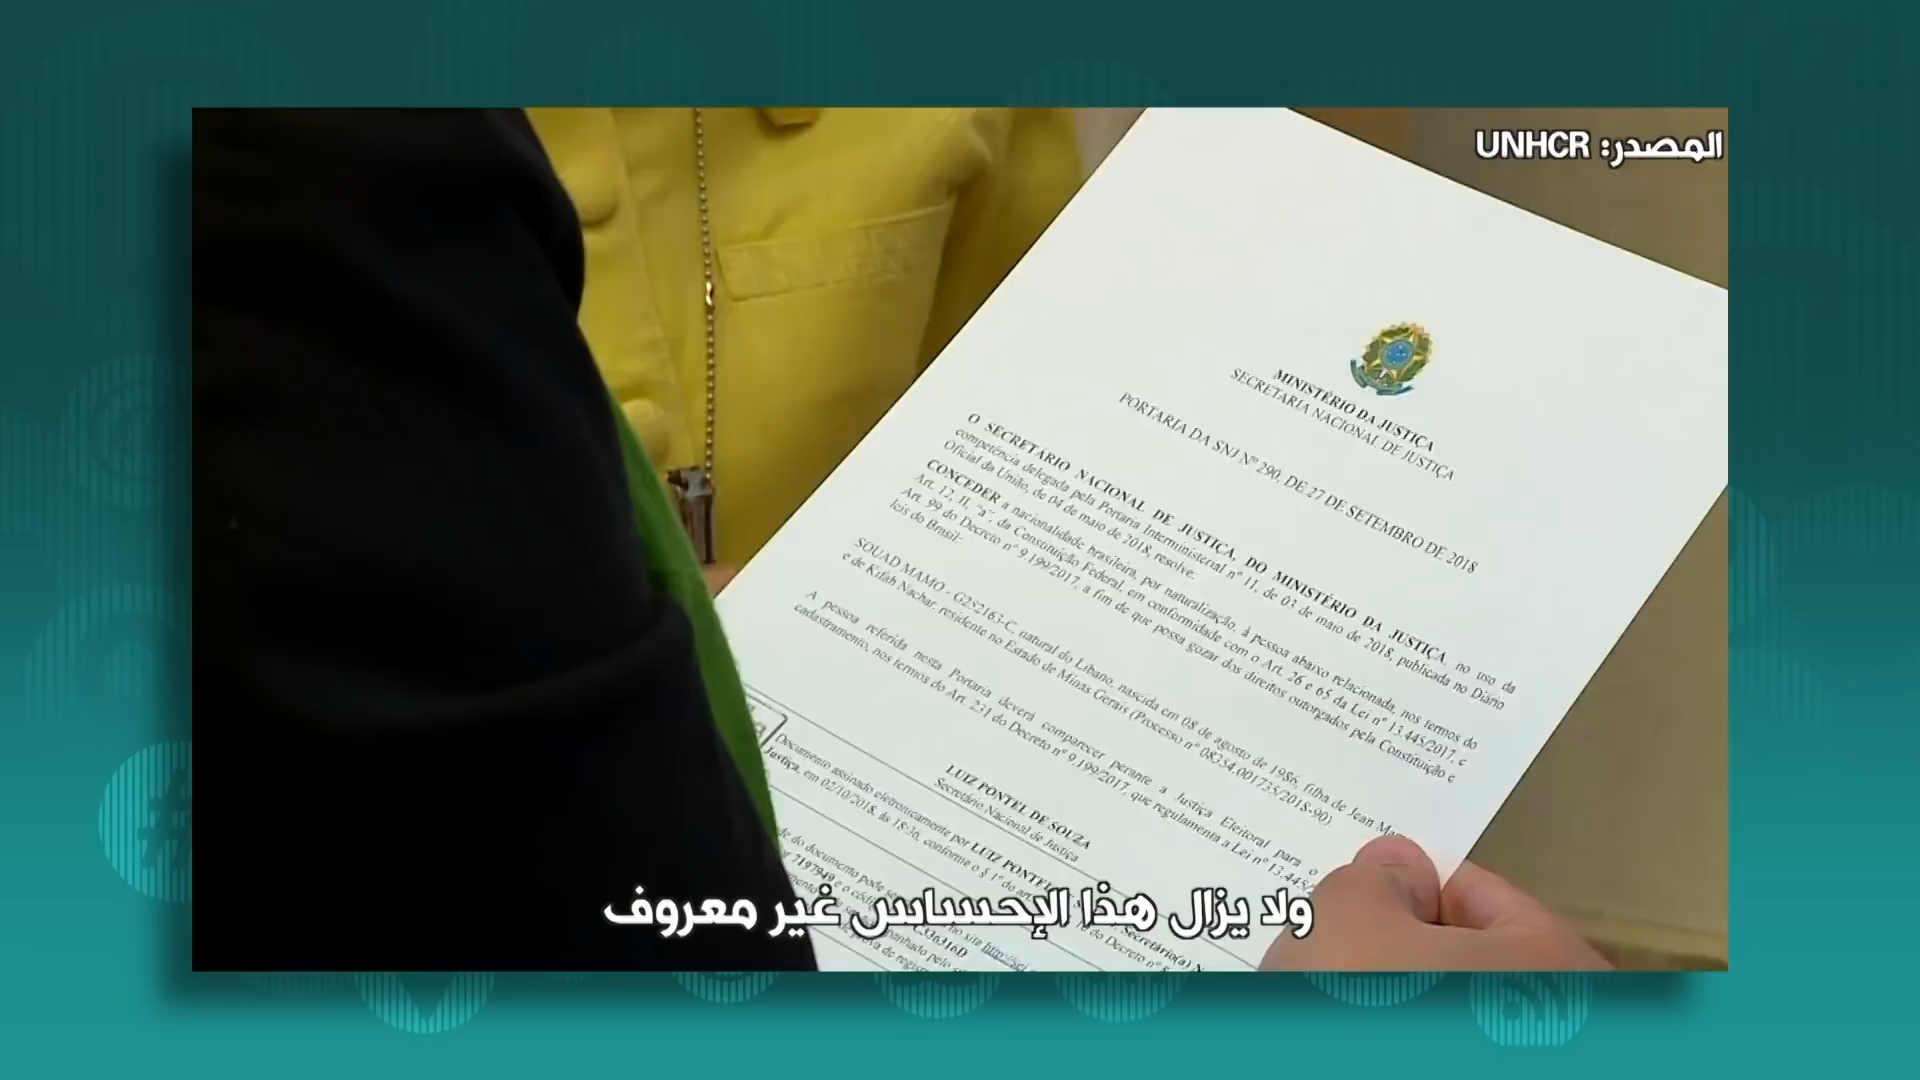 المصدر: UNHCR
MINISTÉRIO DA JUSTIÇA
SECRETARIA NACIONAL DE JUSTIÇA
PORTARIA DA SNJ Nº 290, DE 27 DE SETEMBRO DE 2018
O SECRETÁRIO NACIONAL DE JUSTIÇA, DO MINISTÉRIO DA JUSTIÇA, no uso da
competência delegada pela Portaria Interministerial nº 11, de 03 de maio de 2018, publicada no Diário
Oficial da União, de 04 de maio de 2018, resolve:
CONCEDER a nacionalidade brasileira, por naturalização, à pessoa abaixo relacionada, nos termos do
Art. 12, II, "a", da Constituição Federal, em conformidade com o Art. 26 e 65 da Lei nº 13.445/2017, e
Art. 99 do Decreto nº 9.199/2017, a fim de que possa gozar dos direitos outorgados pela Constituição e
leis do Brasil:
SOUAD MAMO - G252163-C, natural do Líbano, nascida em 08 de agosto de 1986, filha de Jean
e de Kifah Nachar, residente no Estado de Minas Gerais (Processo nº 08354.001735/2018-90).
A pessoa referida nesta Portaria deverá comparecer perante a Justiça Eleitoral para o
cadastramento, nos termos do Art. 231 do Decreto nº 9.199/2017, que regulamenta a Lei nº
LUIZ PONTEL DE SOUZA
Secretário Nacional de Justiça
Documento assinado eletronicamente por LUIZ PONTEL
Justiça, em 02/10/2018, às 18:36, conforme o § 1º do
do documento pode
7197949 e o
ولا يزال هذا الإحساس غير معروف